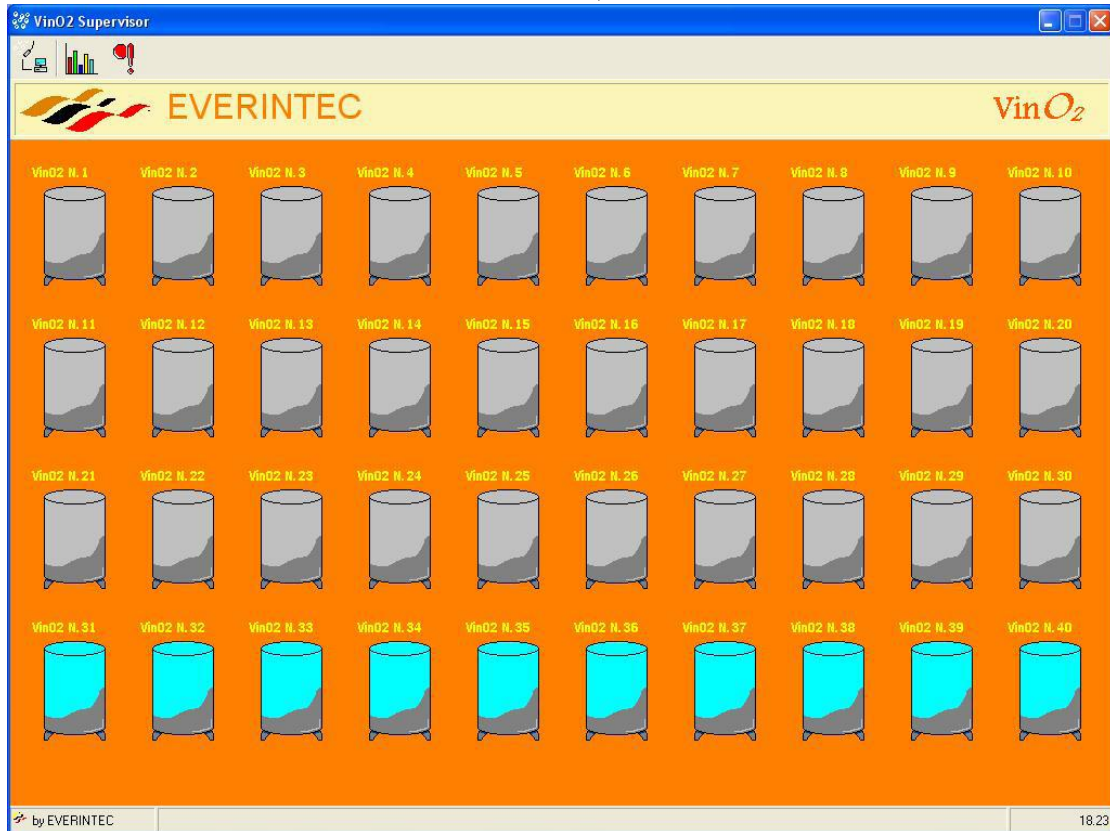 VinO2 Supervisor
EVERINTEC
VinO2
VinO2 N. 1 VinO2 N. 2 VinO2 N. 3 VinO2 N. 4 VinO2 N. 5 VinO2 N. 6 VinO2 N. 7 VinO2 N. 8 VinO2 N. 9 VinO2 N. 10
VinO2 N. 11 VinO2 N. 12 VinO2 N. 13 VinO2 N. 14 VinO2 N. 15 VinO2 N. 16 VinO2 N. 17 VinO2 N. 18 VinO2 N. 19 VinO2 N. 20
VinO2 N. 21 VinO2 N. 22 VinO2 N. 23 VinO2 N. 24 VinO2 N. 25 VinO2 N. 26 VinO2 N. 27 VinO2 N. 28 VinO2 N. 29 VinO2 N. 30
VinO2 N. 31 VinO2 N. 32 VinO2 N. 33 VinO2 N. 34 VinO2 N. 35 VinO2 N. 36 VinO2 N. 37 VinO2 N. 38 VinO2 N. 39 VinO2 N. 40
by EVERINTEC
18.23